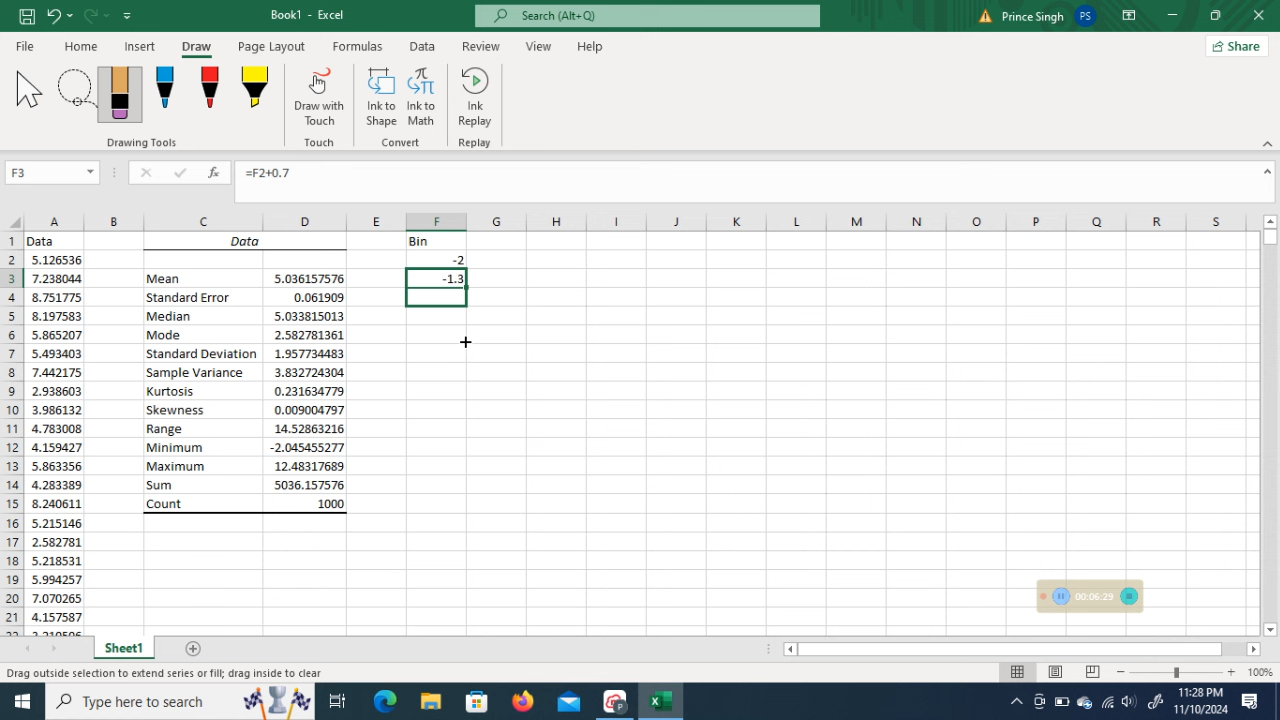 Book1 - Excel
Search (Alt+Q)
Prince Singh PS
File Home Insert Draw Page Layout Formulas Data Review View Help
Share
Draw with Touch
Ink to Shape
Ink to Math
Ink Replay
Drawing Tools Touch Convert Replay
F3 fx =F2+0.7
A B C D E F G H I J K L M N O P Q R S
1 Data Data Bin
2 5.126536 -2
3 7.238044 Mean 5.036157576 -1.3
4 8.751775 Standard Error 0.061909
5 8.197583 Median 5.033815013
6 5.865207 Mode 2.582781361
7 5.493403 Standard Deviation 1.957734483
8 7.442175 Sample Variance 3.832724304
9 2.938603 Kurtosis 0.231634779
10 3.986132 Skewness 0.009004797
11 4.783008 Range 14.52863216
12 4.159427 Minimum -2.045455277
13 5.863356 Maximum 12.48317689
14 4.283389 Sum 5036.157576
15 8.240611 Count 1000
16 5.215146
17 2.582781
18 5.218531
19 5.994257
20 7.070265
00:06:29
21 4.157587
Sheet1
Drag outside selection to extend series or fill; drag inside to clear
100%
Type here to search
11:28 PM
11/10/2024